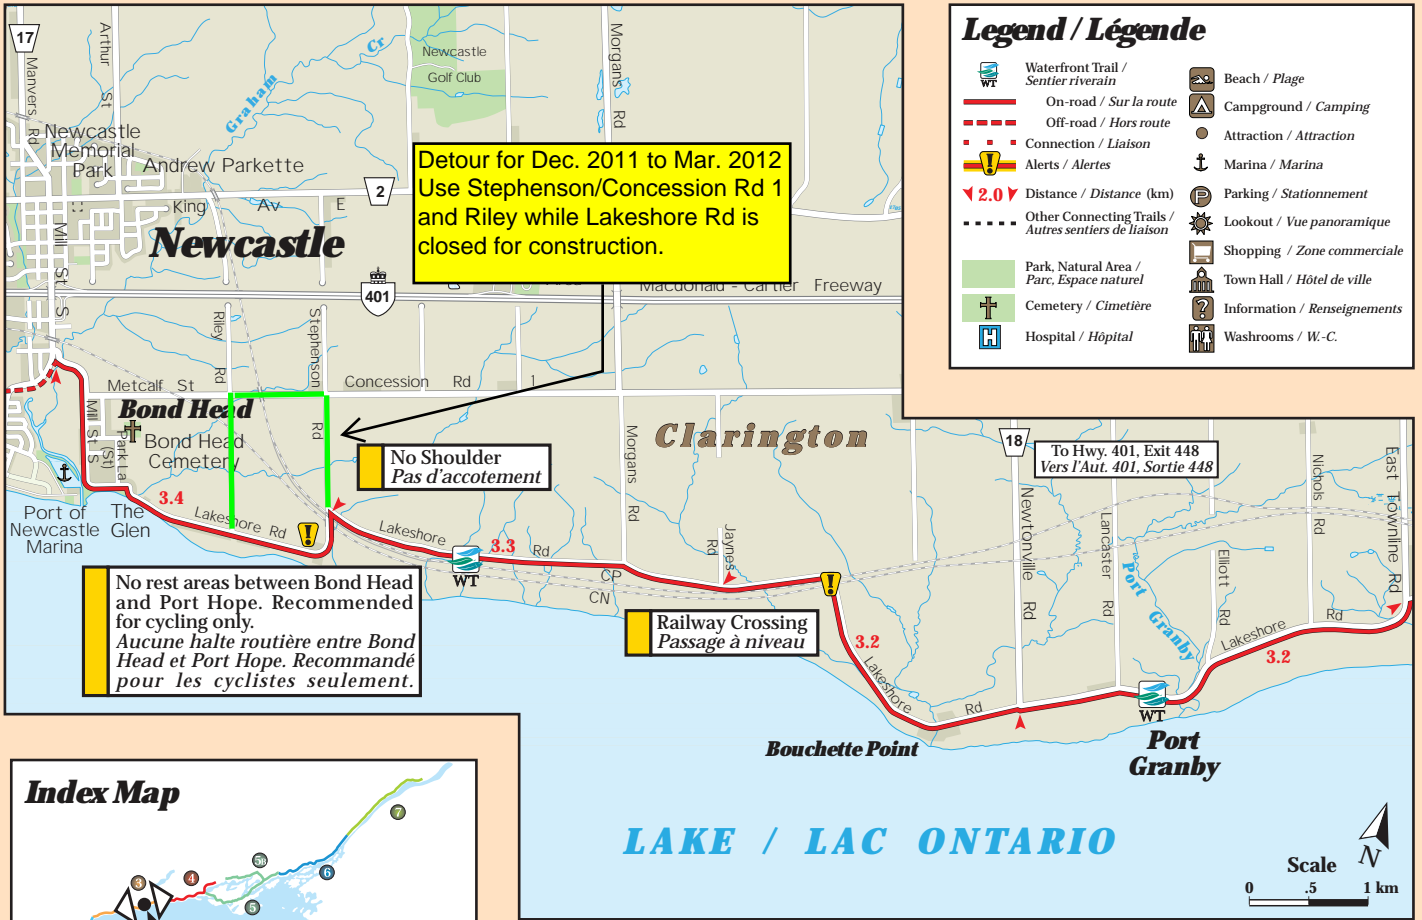 17
Manvers Rd
Arthur St
Graham Cr
Newcastle
Golf Club
Morgans Rd
Newcastle
Memorial
Park
Andrew Parkette
King Av E
2
Newcastle
Mill St S
Detour for Dec. 2011 to Mar. 2012
Use Stephenson/Concession Rd 1
and Riley while Lakeshore Rd is
closed for construction.
401
Macdonald - Cartier Freeway
Riley Rd
Stephenson Rd
Metcalf St
Concession Rd 1
Bond Head
Mill St S
(St)
Park La
Bond Head
Cemetery
No Shoulder
Pas d'accotement
Clarington
Morgans Rd
18
To Hwy. 401, Exit 448
Vers l'Aut. 401, Sortie 448
Port of
Newcastle
Marina
The
Glen
3.4
Lakeshore Rd
Lakeshore Rd
3.3
WT
CP
CN
Jaynes Rd
Newtonville Rd
Lancaster Rd
Port Granby
Elliott Rd
Nichols Rd
East Townline Rd
No rest areas between Bond Head
and Port Hope. Recommended
for cycling only.
Aucune halte routière entre Bond
Head et Port Hope. Recommandé
pour les cyclistes seulement.
Railway Crossing
Passage à niveau
3.2
Lakeshore Rd
Lakeshore Rd
3.2
WT
Bouchette Point
Port
Granby
LAKE / LAC ONTARIO
N
Scale
0 .5 1 km
Legend / Légende
WT
Waterfront Trail /
Sentier riverain
On-road / Sur la route
Off-road / Hors route
Connection / Liaison
Alerts / Alertes
2.0 Distance / Distance (km)
Other Connecting Trails /
Autres sentiers de liaison
Park, Natural Area /
Parc, Espace naturel
Cemetery / Cimetière
H Hospital / Hôpital
Beach / Plage
Campground / Camping
Attraction / Attraction
Marina / Marina
P Parking / Stationnement
Lookout / Vue panoramique
Shopping / Zone commerciale
Town Hall / Hôtel de ville
? Information / Renseignements
Washrooms / W.-C.
Index Map
7
5B
6
4
3
5